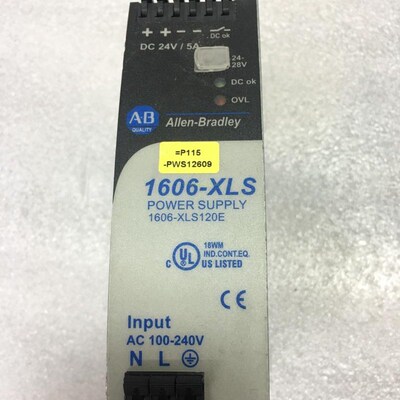 + + − − DC ok
DC 24V / 5A
24-
28V
DC ok
OVL
AB
QUALITY
Allen-Bradley
=P115
-PWS12609
1606-XLS
POWER SUPPLY
1606-XLS120E
C UL US LISTED
18WM
IND.CONT.EQ.
CE
Input
AC 100-240V
N L